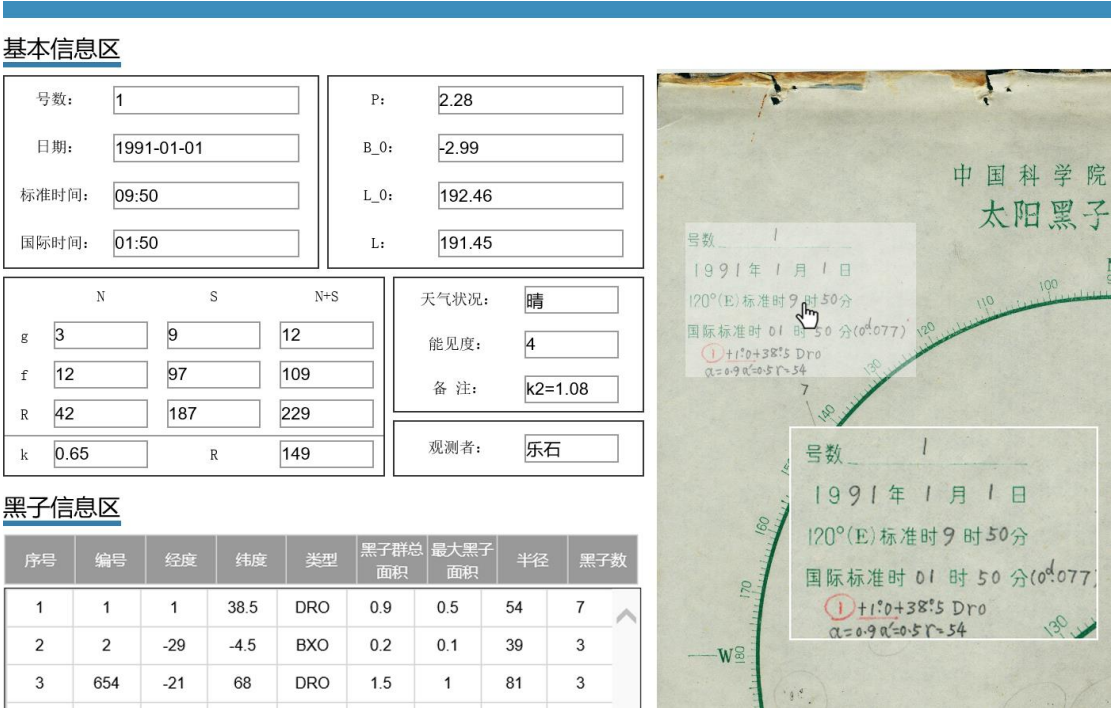 基本信息区
号数： 1
日期： 1991-01-01
标准时间： 09:50
国际时间： 01:50
P: 2.28
B_0: -2.99
L_0: 192.46
L: 191.45
N S N+S
g 3 9 12
f 12 97 109
R 42 187 229
k 0.65 R 149
天气状况： 晴
能见度： 4
备 注： k2=1.08
观测者： 乐石
黑子信息区
序号 编号 经度 纬度 类型 黑子群总面积 最大黑子面积 半径 黑子数
1 1 1 38.5 DRO 0.9 0.5 54 7
2 2 -29 -4.5 BXO 0.2 0.1 39 3
3 654 -21 68 DRO 1.5 1 81 3
中国科学院
太阳黑子
号数 1
1991年1月1日
120°(E)标准时9时50分
国际标准时 01 时 50 分(0ᵈ.077)
① +1.°0+38.°5 Dro
α=0.9 α'=0.5 r=54
7
100
110
120
130
140
160
170
W 180
号数 1
1991年1月1日
120°(E)标准时9时50分
国际标准时 01 时 50 分(0ᵈ.077)
① +1.°0+38.°5 Dro
α=0.9 α'=0.5 r=54
130